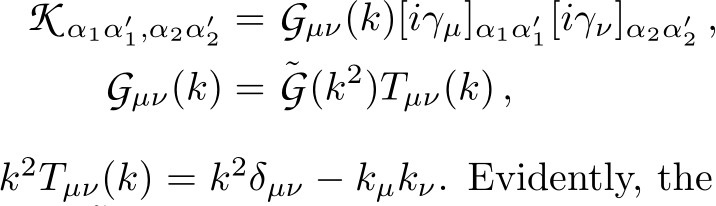 𝒦_{α₁α′₁,α₂α′₂} = 𝒢_{μν}(k)[iγ_μ]_{α₁α′₁}[iγ_ν]_{α₂α′₂} ,
𝒢_{μν}(k) = 𝒢̃(k²)T_{μν}(k) ,
k²T_{μν}(k) = k²δ_{μν} − k_μk_ν. Evidently, the